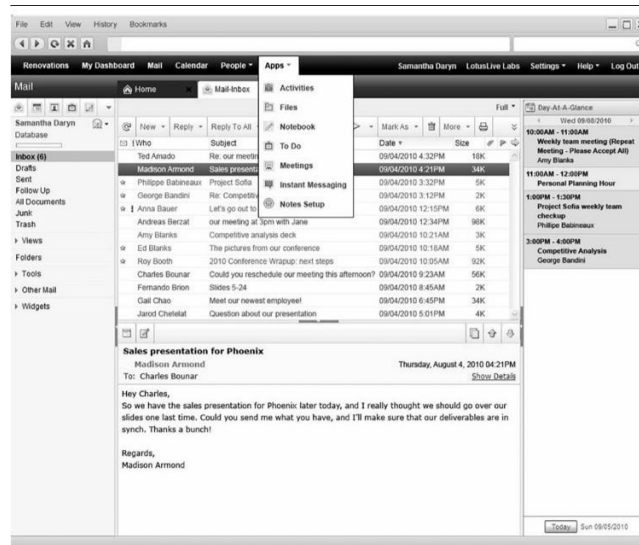 File Edit View History Bookmarks
Renovations My Dashboard Mail Calendar People Apps Samantha Daryn LotusLive Labs Settings Help Log Out
Mail
Home
Mail-Inbox
Activities
Files
Notebook
To Do
Meetings
Instant Messaging
Notes Setup
Full
Samantha Daryn
Database
Inbox (6)
Drafts
Sent
Follow Up
All Documents
Junk
Trash
Views
Folders
Tools
Other Mail
Widgets
New Reply Reply To All Mark As More
! Who Subject Date Size
Ted Amado Re: our meetin 09/04/2010 4:32PM 18K
Madison Armond Sales presenta 09/04/2010 4:21PM 34K
Philippe Babineaux Project Sofia 09/04/2010 3:32PM 5K
George Bandini Re: Competitiv 09/04/2010 3:12PM 2K
! Anna Bauer Let's go out to 09/04/2010 12:15PM 6K
Andreas Berzat our meeting at 3pm with Jane 09/04/2010 12:34PM 98K
Amy Blanks Competitive analysis deck 09/04/2010 10:21AM 3K
Ed Blanks The pictures from our conference 09/04/2010 10:18AM 5K
Roy Booth 2010 Conference Wrapup: next steps 09/04/2010 10:05AM 92K
Charles Bounar Could you reschedule our meeting this afternoon? 09/04/2010 9:23AM 56K
Fernando Brion Slides 5-24 09/04/2010 8:45AM 2K
Gail Chao Meet our newest employee! 09/04/2010 6:45PM 34K
Jarod Chetelat Question about our presentation 09/04/2010 5:01PM 4K
Sales presentation for Phoenix
Madison Armond Thursday, August 4, 2010 04:21PM
To: Charles Bounar Show Details
Hey Charles,
So we have the sales presentation for Phoenix later today, and I really thought we should go over our
slides one last time. Could you send me what you have, and I'll make sure that our deliverables are in
synch. Thanks a bunch!
Regards,
Madison Armond
Day-At-A-Glance
Wed 09/08/2010
10:00AM - 11:00AM
Weekly team meeting (Repeat
Meeting - Please Accept All)
Amy Blanks
11:00AM - 12:00PM
Personal Planning Hour
1:00PM - 1:30PM
Project Sofia weekly team
checkup
Philippe Babineaux
3:00PM - 4:00PM
Competitive Analysis
George Bandini
Today Sun 09/05/2010